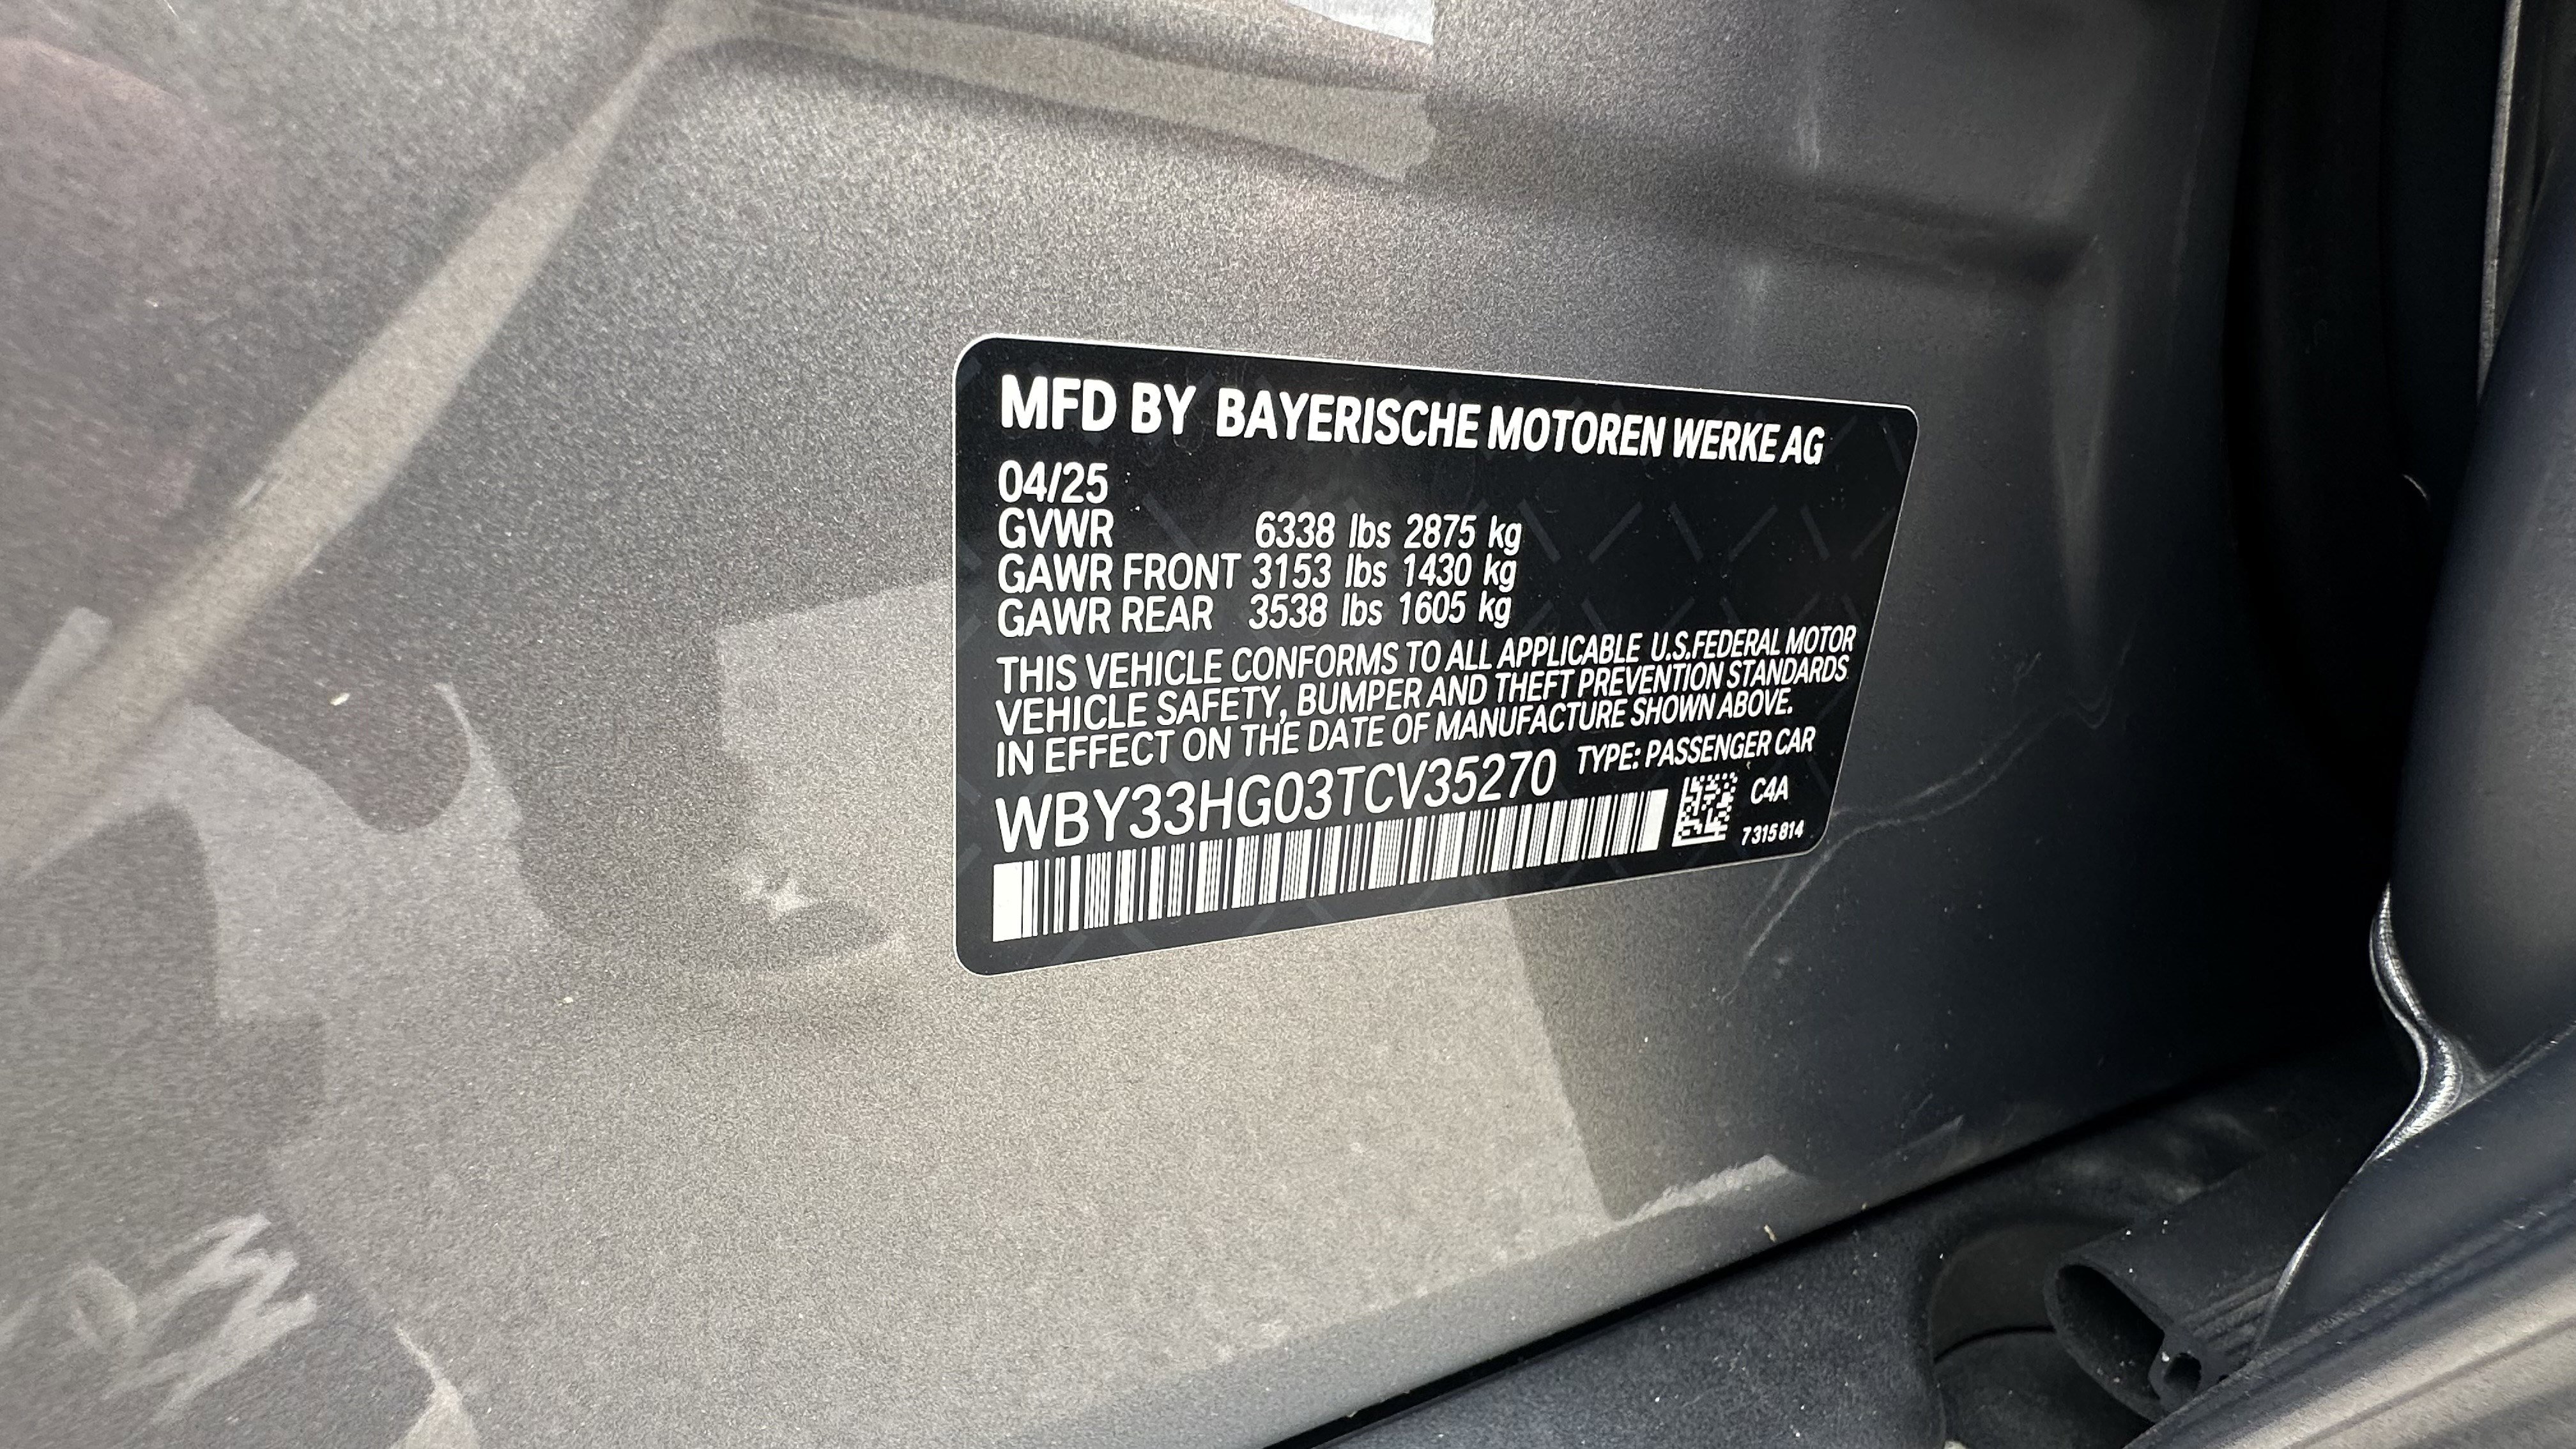 MFD BY BAYERISCHE MOTOREN WERKE AG
04/25
GVWR 6338 lbs 2875 kg
GAWR FRONT 3153 lbs 1430 kg
GAWR REAR 3538 lbs 1605 kg
THIS VEHICLE CONFORMS TO ALL APPLICABLE U.S.FEDERAL MOTOR
VEHICLE SAFETY, BUMPER AND THEFT PREVENTION STANDARDS
IN EFFECT ON THE DATE OF MANUFACTURE SHOWN ABOVE.
WBY33HG03TCV35270 TYPE: PASSENGER CAR
C4A
7315814